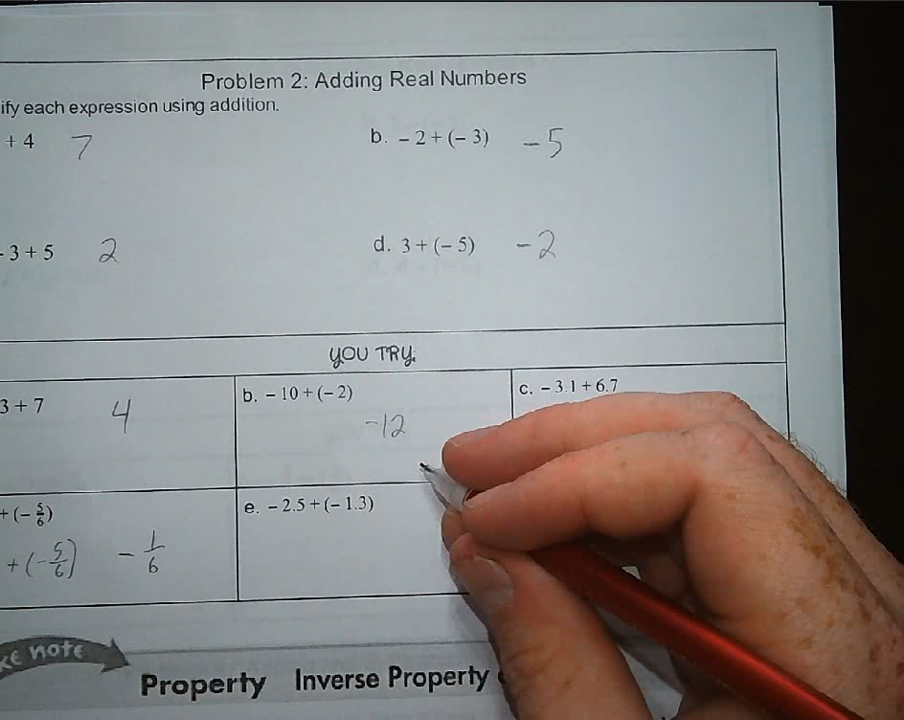 Problem 2: Adding Real Numbers
ify each expression using addition.
+ 4 7 b. – 2 + (– 3) – 5
- 3 + 5 2 d. 3 + (– 5) – 2
YOU TRY:
3 + 7 4 b. – 10 + (– 2) -12 c. – 3.1 + 6.7
+ (– 5/6) e. – 2.5 + (– 1.3)
+ (- 5/6) - 1/6
KE NOTE
Property Inverse Property